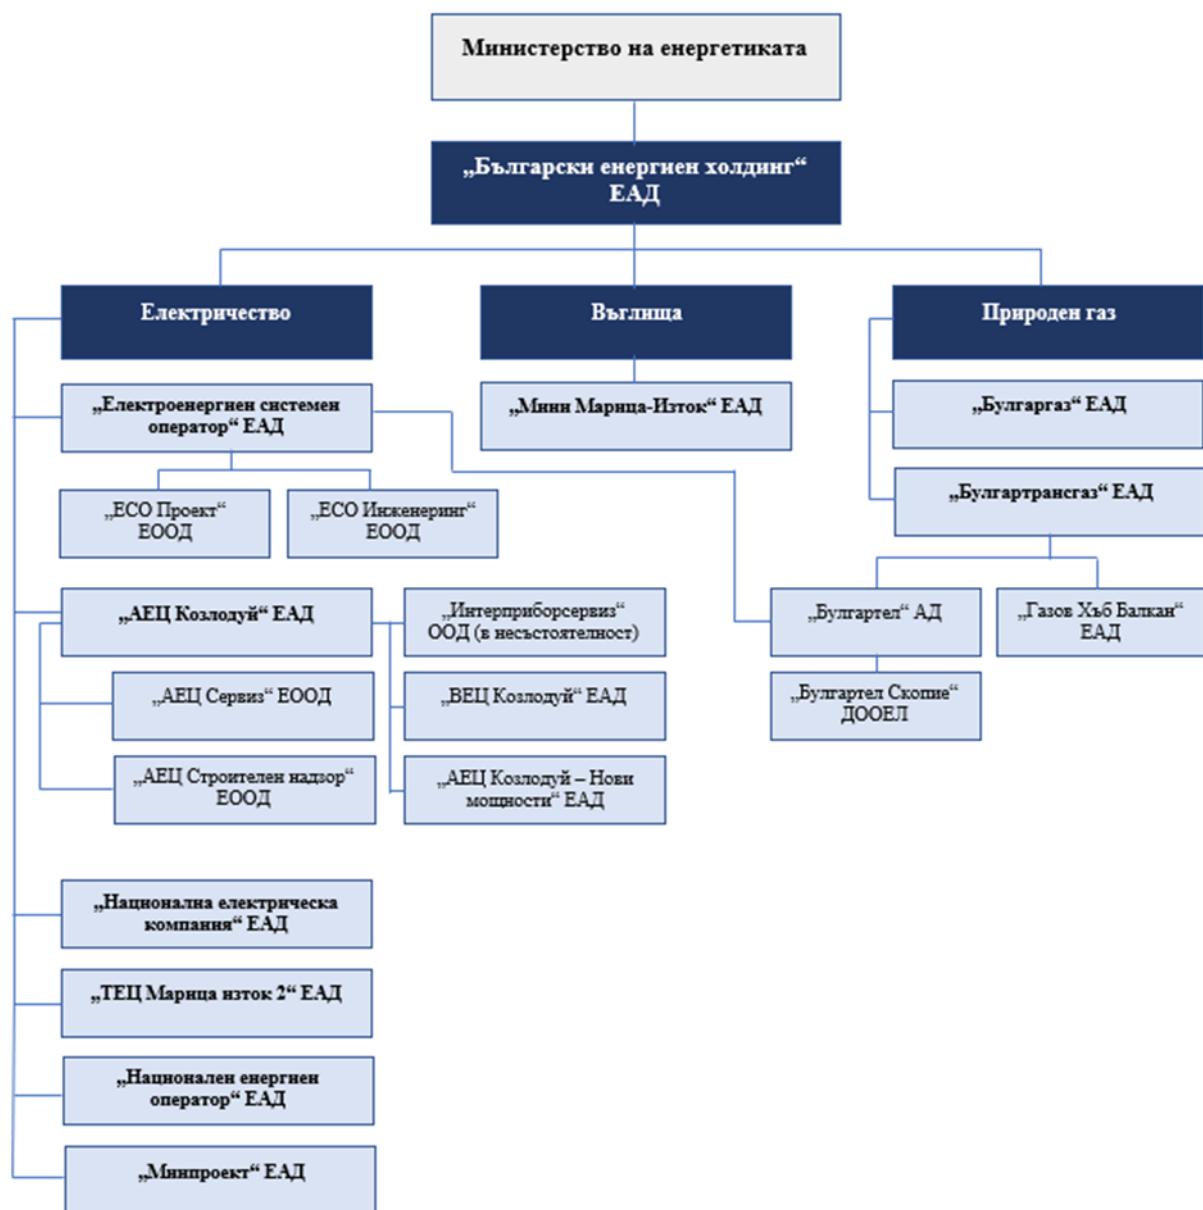 Министерство на енергетиката
„Български енергиен холдинг“
ЕАД
Електричество
Въглища
Природен газ
„Електроенергиен системен
оператор“ ЕАД
„Мини Марица-Изток“ ЕАД
„Булгаргаз“ ЕАД
„Булгартрансгаз“ ЕАД
„ЕСО Проект“
ЕООД
„ЕСО Инженеринг“
ЕООД
„АЕЦ Козлодуй“ ЕАД
„Интерприборсервиз“
ООД (в несъстоятелност)
„Булгартел“ АД
„Газов Хъб Балкан“
ЕАД
„АЕЦ Сервиз“ ЕООД
„ВЕЦ Козлодуй“ ЕАД
„Булгартел Скопие“
ДООЕЛ
„АЕЦ Строителен надзор“
ЕООД
„АЕЦ Козлодуй – Нови
мощности“ ЕАД
„Национална електрическа
компания“ ЕАД
„ТЕЦ Марица изток 2“ ЕАД
„Национален енергиен
оператор“ ЕАД
„Минпроект“ ЕАД